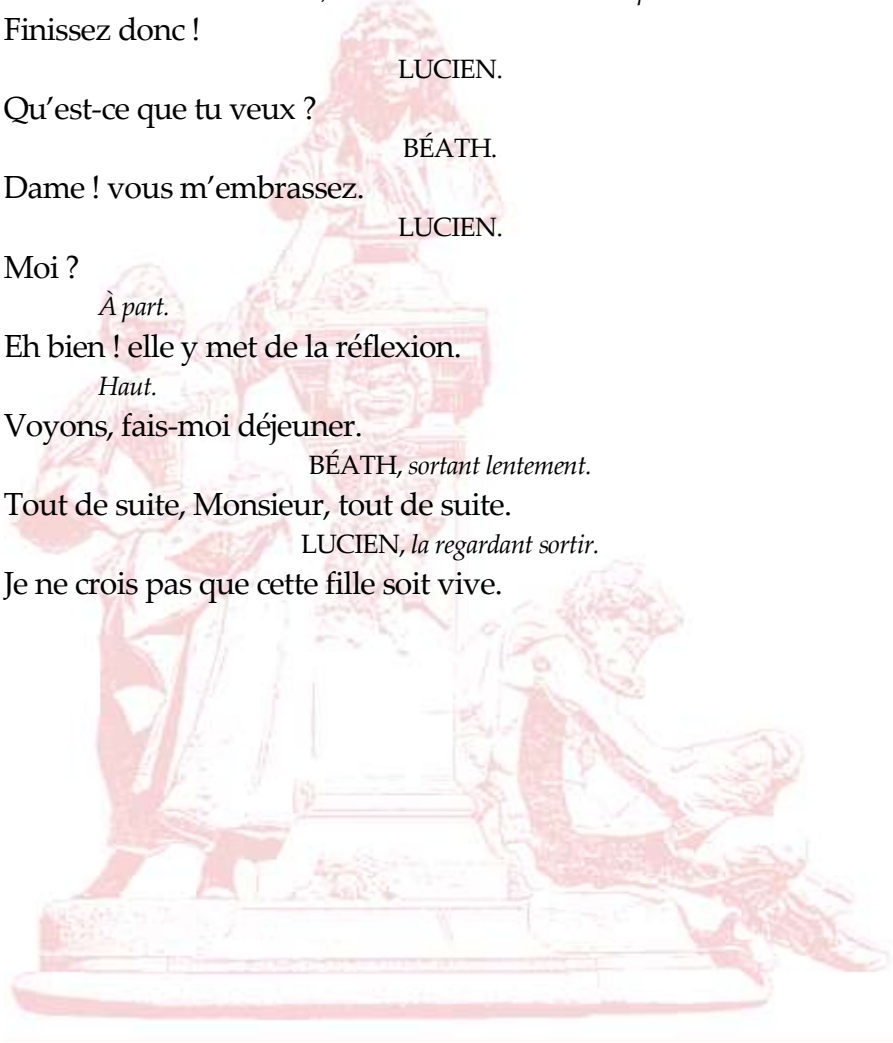 Finissez donc !
LUCIEN.
Qu’est-ce que tu veux ?
BÉATH.
Dame ! vous m’embrassez.
LUCIEN.
Moi ?
À part.
Eh bien ! elle y met de la réflexion.
Haut.
Voyons, fais-moi déjeuner.
BÉATH, sortant lentement.
Tout de suite, Monsieur, tout de suite.
LUCIEN, la regardant sortir.
Je ne crois pas que cette fille soit vive.